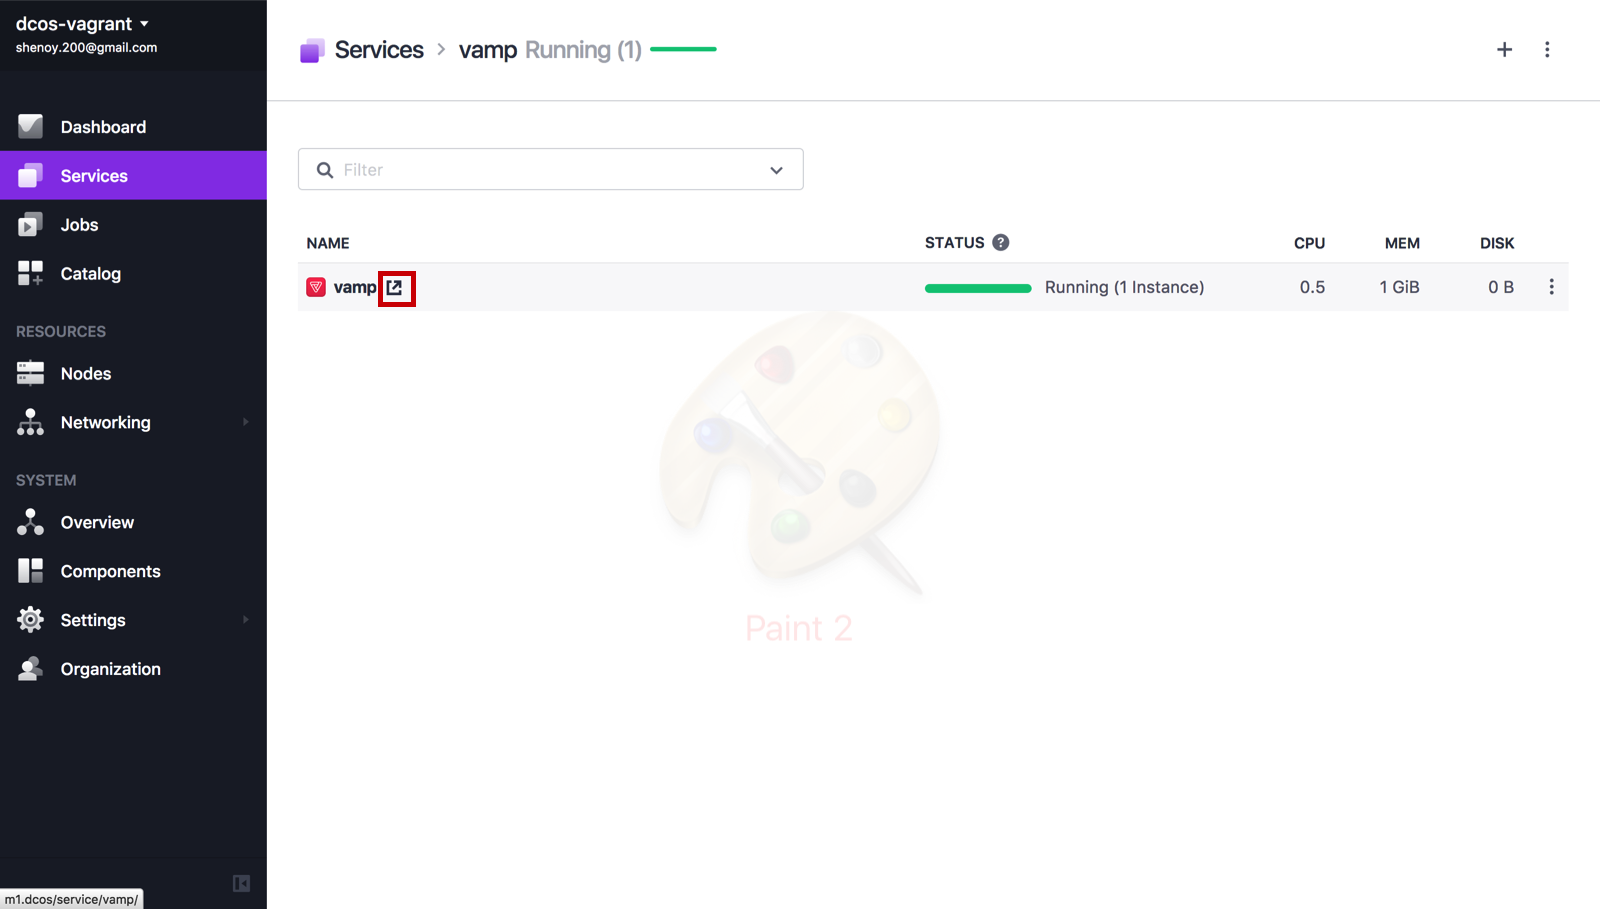 dcos-vagrant
shenoy.200@gmail.com
Dashboard
Services
Jobs
Catalog
RESOURCES
Nodes
Networking
SYSTEM
Overview
Components
Settings
Organization
m1.dcos/service/vamp/
Services > vamp Running (1)
Filter
NAME STATUS ? CPU MEM DISK
vamp Running (1 Instance) 0.5 1 GiB 0 B
Paint 2